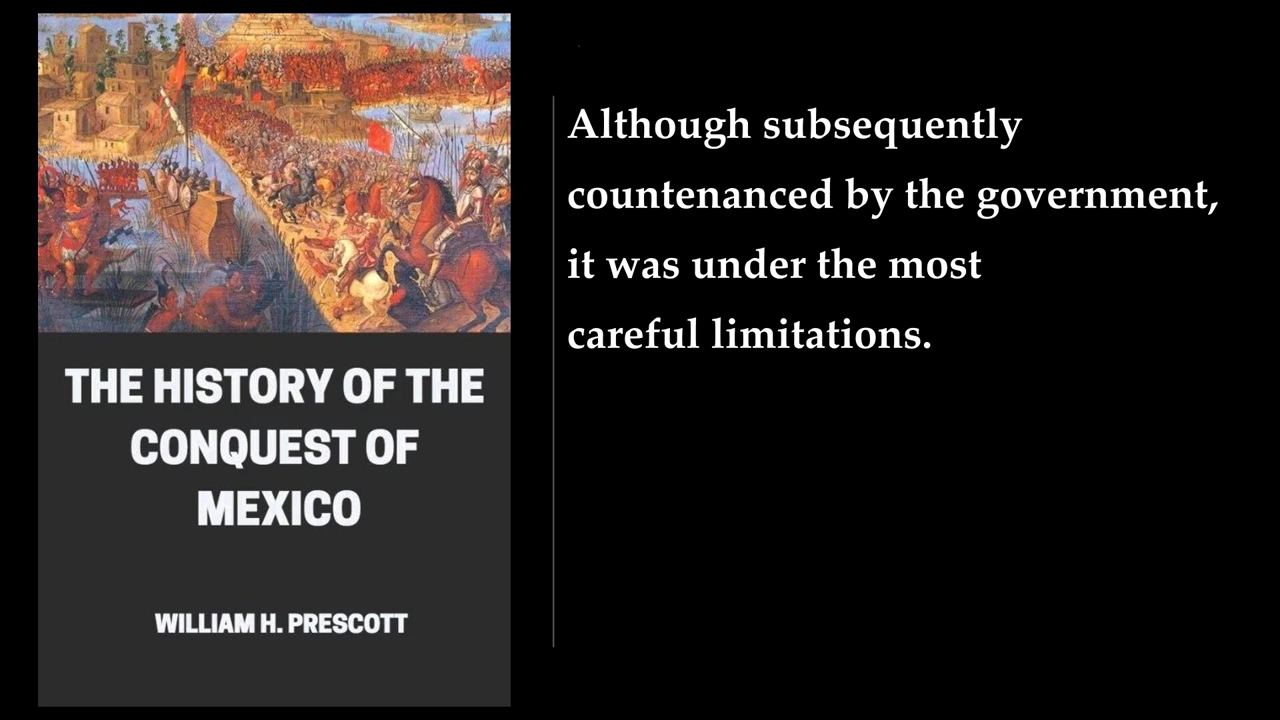 THE HISTORY OF THE
CONQUEST OF
MEXICO
WILLIAM H. PRESCOTT
Although subsequently
countenanced by the government,
it was under the most
careful limitations.